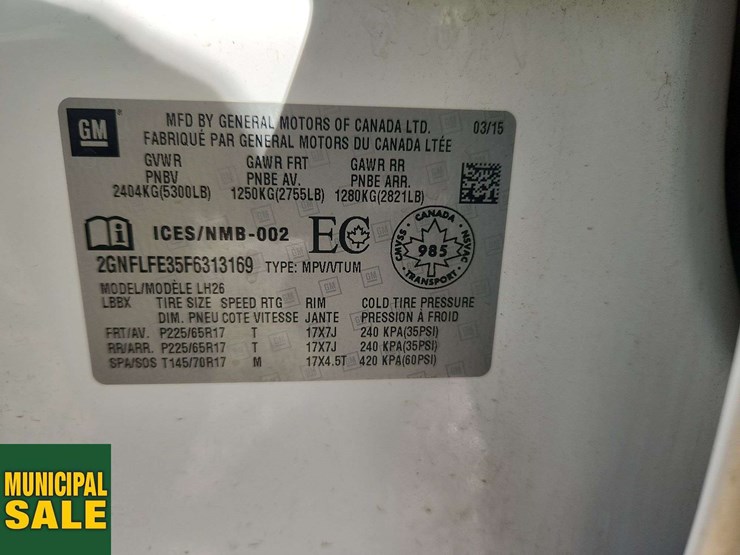 GM
MFD BY GENERAL MOTORS OF CANADA LTD. 03/15
FABRIQUÉ PAR GENERAL MOTORS DU CANADA LTÉE
GVWR GAWR FRT GAWR RR
PNBV PNBE AV. PNBE ARR.
2404KG(5300LB) 1250KG(2755LB) 1280KG(2821LB)
i ICES/NMB-002 EC CANADA CMVSS 985 NSVAC TRANSPORT
2GNFLFE35F6313169 TYPE: MPV/VTUM
MODEL/MODÈLE LH26
LBBX TIRE SIZE SPEED RTG RIM COLD TIRE PRESSURE
DIM. PNEU COTE VITESSE JANTE PRESSION À FROID
FRT/AV. P225/65R17 T 17X7J 240 KPA(35PSI)
RR/ARR. P225/65R17 T 17X7J 240 KPA(35PSI)
SPA/SOS T145/70R17 M 17X4.5T 420 KPA(60PSI)
MUNICIPAL
SALE